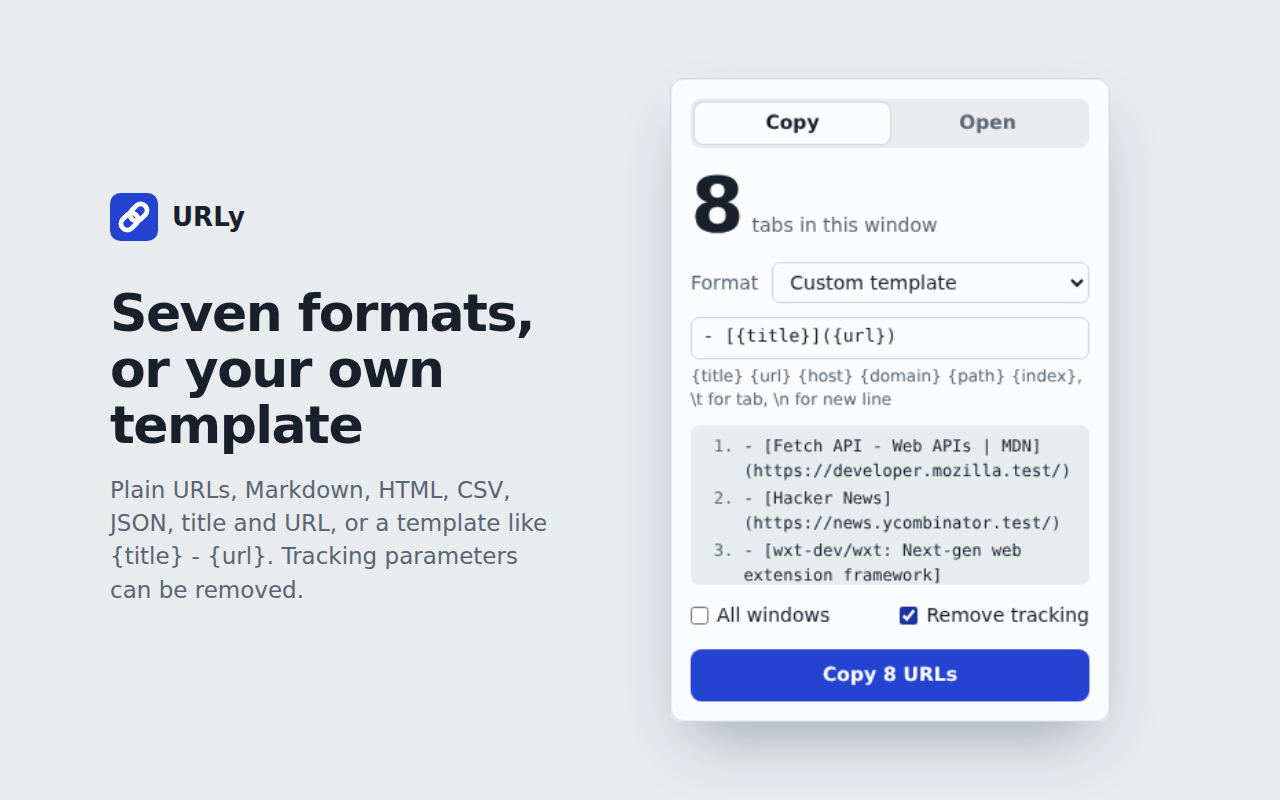 URLy
Seven formats,
or your own
template
Plain URLs, Markdown, HTML, CSV,
JSON, title and URL, or a template like
{title} - {url}. Tracking parameters
can be removed.
Copy Open
8 tabs in this window
Format Custom template
- [{title}]({url})
{title} {url} {host} {domain} {path} {index},
\t for tab, \n for new line
1. - [Fetch API - Web APIs | MDN]
(https://developer.mozilla.test/)
2. - [Hacker News]
(https://news.ycombinator.test/)
3. - [wxt-dev/wxt: Next-gen web
extension framework]
All windows Remove tracking
Copy 8 URLs